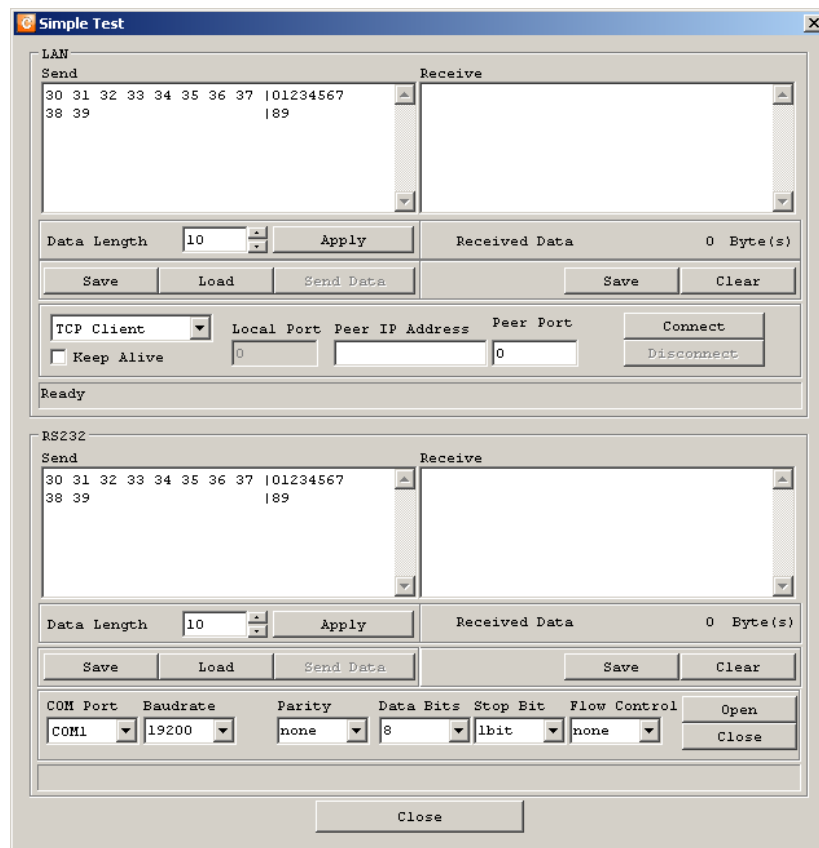 Simple Test
LAN
Send Receive
30 31 32 33 34 35 36 37 |01234567
38 39 |89
Data Length 10 Apply Received Data 0 Byte(s)
Save Load Send Data Save Clear
TCP Client Local Port Peer IP Address Peer Port Connect
Keep Alive 0 0 Disconnect
Ready
RS232
Send Receive
30 31 32 33 34 35 36 37 |01234567
38 39 |89
Data Length 10 Apply Received Data 0 Byte(s)
Save Load Send Data Save Clear
COM Port Baudrate Parity Data Bits Stop Bit Flow Control Open
COM1 19200 none 8 1bit none Close
Close